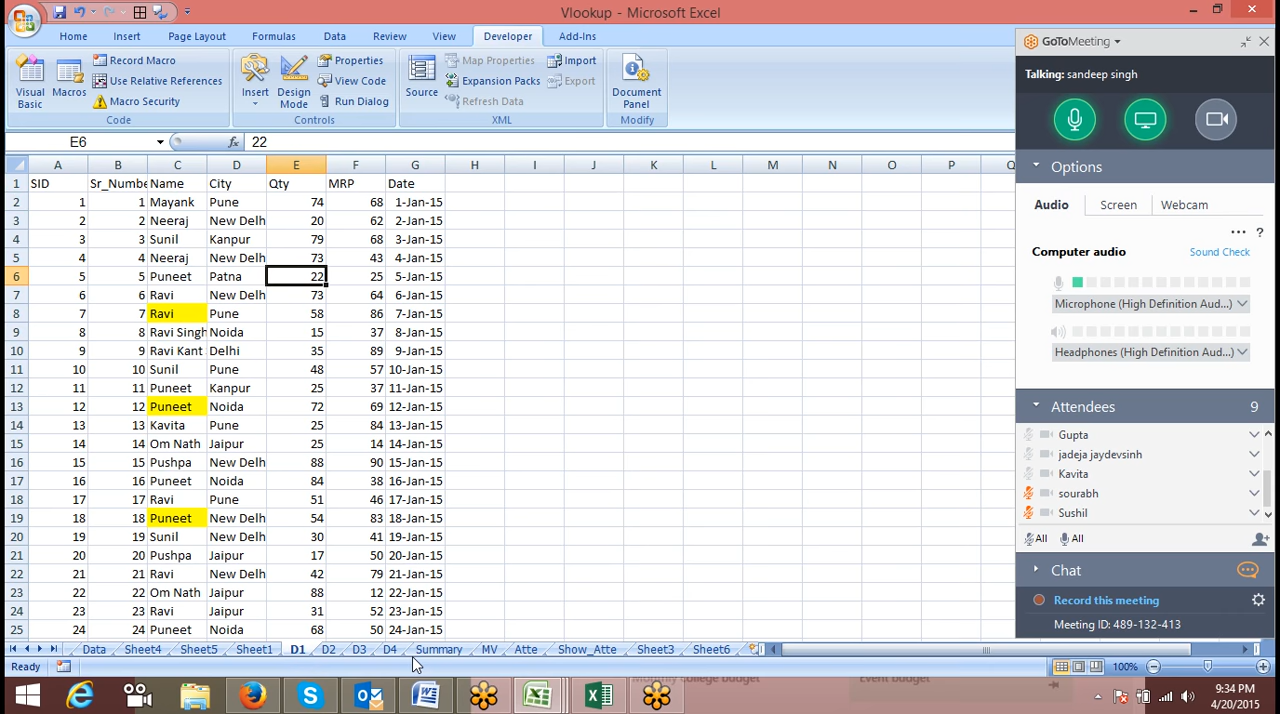 Vlookup - Microsoft Excel
Home Insert Page Layout Formulas Data Review View Developer Add-Ins
Visual Basic
Macros
Record Macro
Use Relative References
Macro Security
Code
Insert
Design Mode
Properties
View Code
Run Dialog
Controls
Source
Map Properties
Expansion Packs
Refresh Data
Import
Export
XML
Document Panel
Modify
E6 fx 22
A B C D E F G H I J K L M N O P Q
1 SID Sr_Numbe Name City Qty MRP Date
2 1 1 Mayank Pune 74 68 1-Jan-15
3 2 2 Neeraj New Delh 20 62 2-Jan-15
4 3 3 Sunil Kanpur 79 68 3-Jan-15
5 4 4 Neeraj New Delh 73 43 4-Jan-15
6 5 5 Puneet Patna 22 25 5-Jan-15
7 6 6 Ravi New Delh 73 64 6-Jan-15
8 7 7 Ravi Pune 58 86 7-Jan-15
9 8 8 Ravi Singh Noida 15 37 8-Jan-15
10 9 9 Ravi Kant Delhi 35 89 9-Jan-15
11 10 10 Sunil Pune 48 57 10-Jan-15
12 11 11 Puneet Kanpur 25 37 11-Jan-15
13 12 12 Puneet Noida 72 69 12-Jan-15
14 13 13 Kavita Pune 25 84 13-Jan-15
15 14 14 Om Nath Jaipur 25 14 14-Jan-15
16 15 15 Pushpa New Delh 88 90 15-Jan-15
17 16 16 Puneet Noida 84 38 16-Jan-15
18 17 17 Ravi Pune 51 46 17-Jan-15
19 18 18 Puneet New Delh 54 83 18-Jan-15
20 19 19 Sunil New Delh 30 41 19-Jan-15
21 20 20 Pushpa Jaipur 17 50 20-Jan-15
22 21 21 Ravi New Delh 42 79 21-Jan-15
23 22 22 Om Nath Jaipur 88 12 22-Jan-15
24 23 23 Ravi Jaipur 31 52 23-Jan-15
25 24 24 Puneet Noida 68 50 24-Jan-15
Data Sheet4 Sheet5 Sheet1 D1 D2 D3 D4 Summary MV Atte Show_Atte Sheet3 Sheet6
Ready 100%
Monthly college budget Event budget
9:34 PM
4/20/2015
GoToMeeting
Talking: sandeep singh
Options
Audio Screen Webcam
... ?
Computer audio Sound Check
Microphone (High Definition Aud...)
Headphones (High Definition Aud...)
Attendees 9
Gupta
jadeja jaydevsinh
Kavita
sourabh
Sushil
All All
Chat
Record this meeting
Meeting ID: 489-132-413